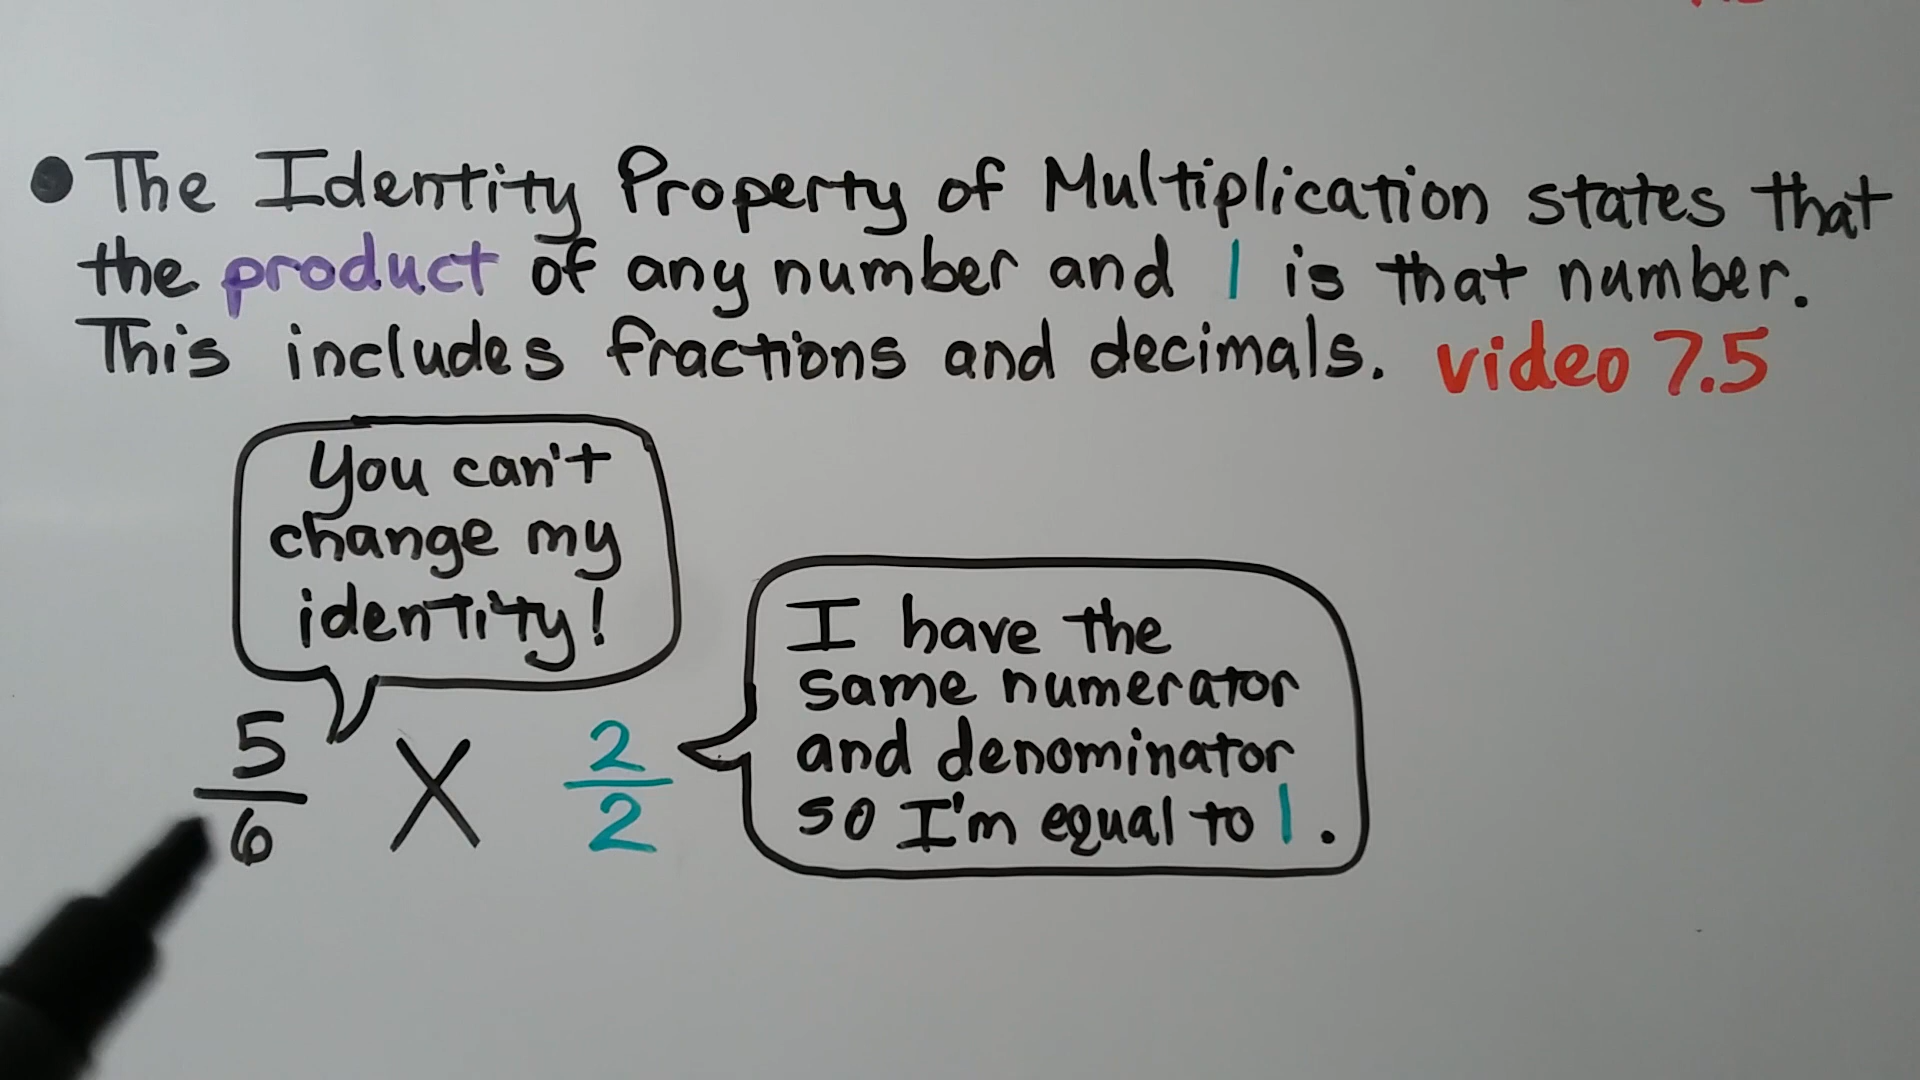 • The Identity Property of Multiplication states that
the product of any number and 1 is that number.
This includes fractions and decimals. video 7.5
You can't
change my
identity!
I have the
same numerator
and denominator
so I'm equal to 1.
5/6 X 2/2